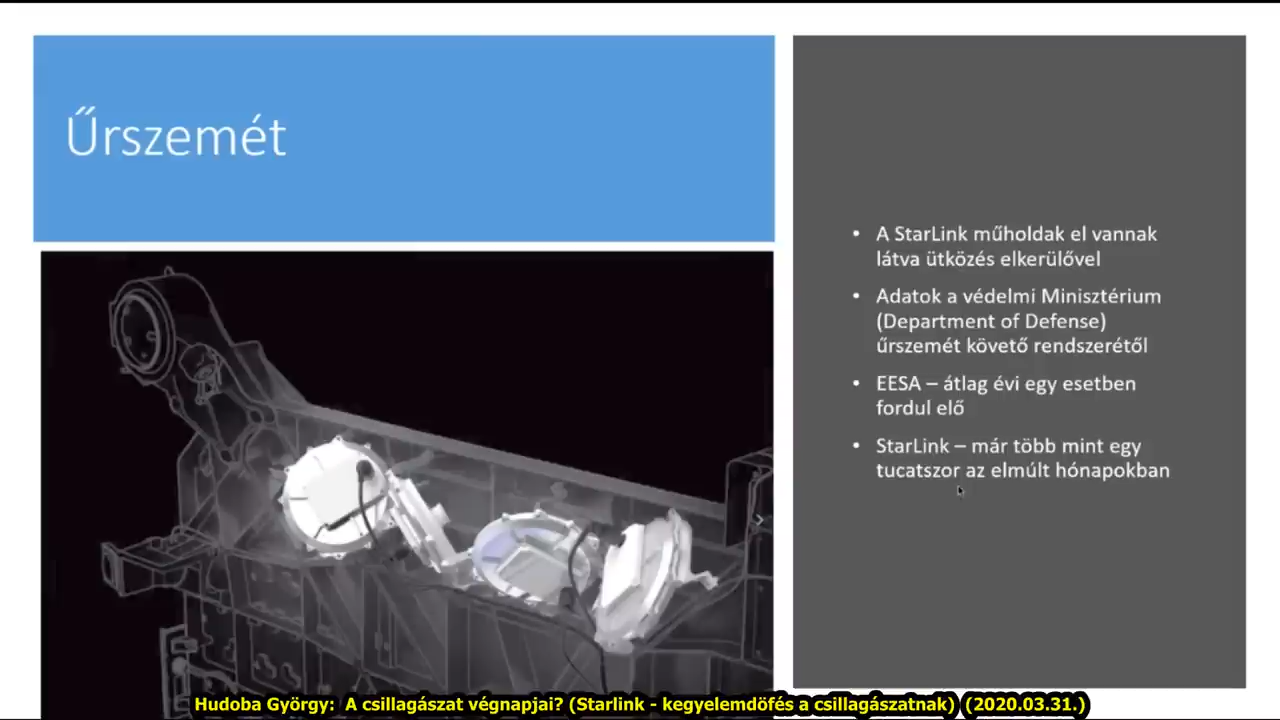 Űrszemét
• A StarLink műholdak el vannak
látva ütközés elkerülővel
• Adatok a védelmi Minisztérium
(Department of Defense)
űrszemét követő rendszerétől
• EESA – átlag évi egy esetben
fordul elő
• StarLink – már több mint egy
tucatszor az elmúlt hónapokban
Hudoba György: A csillagászat végnapjai? (Starlink - kegyelemdöfés a csillagászatnak) (2020.03.31.)